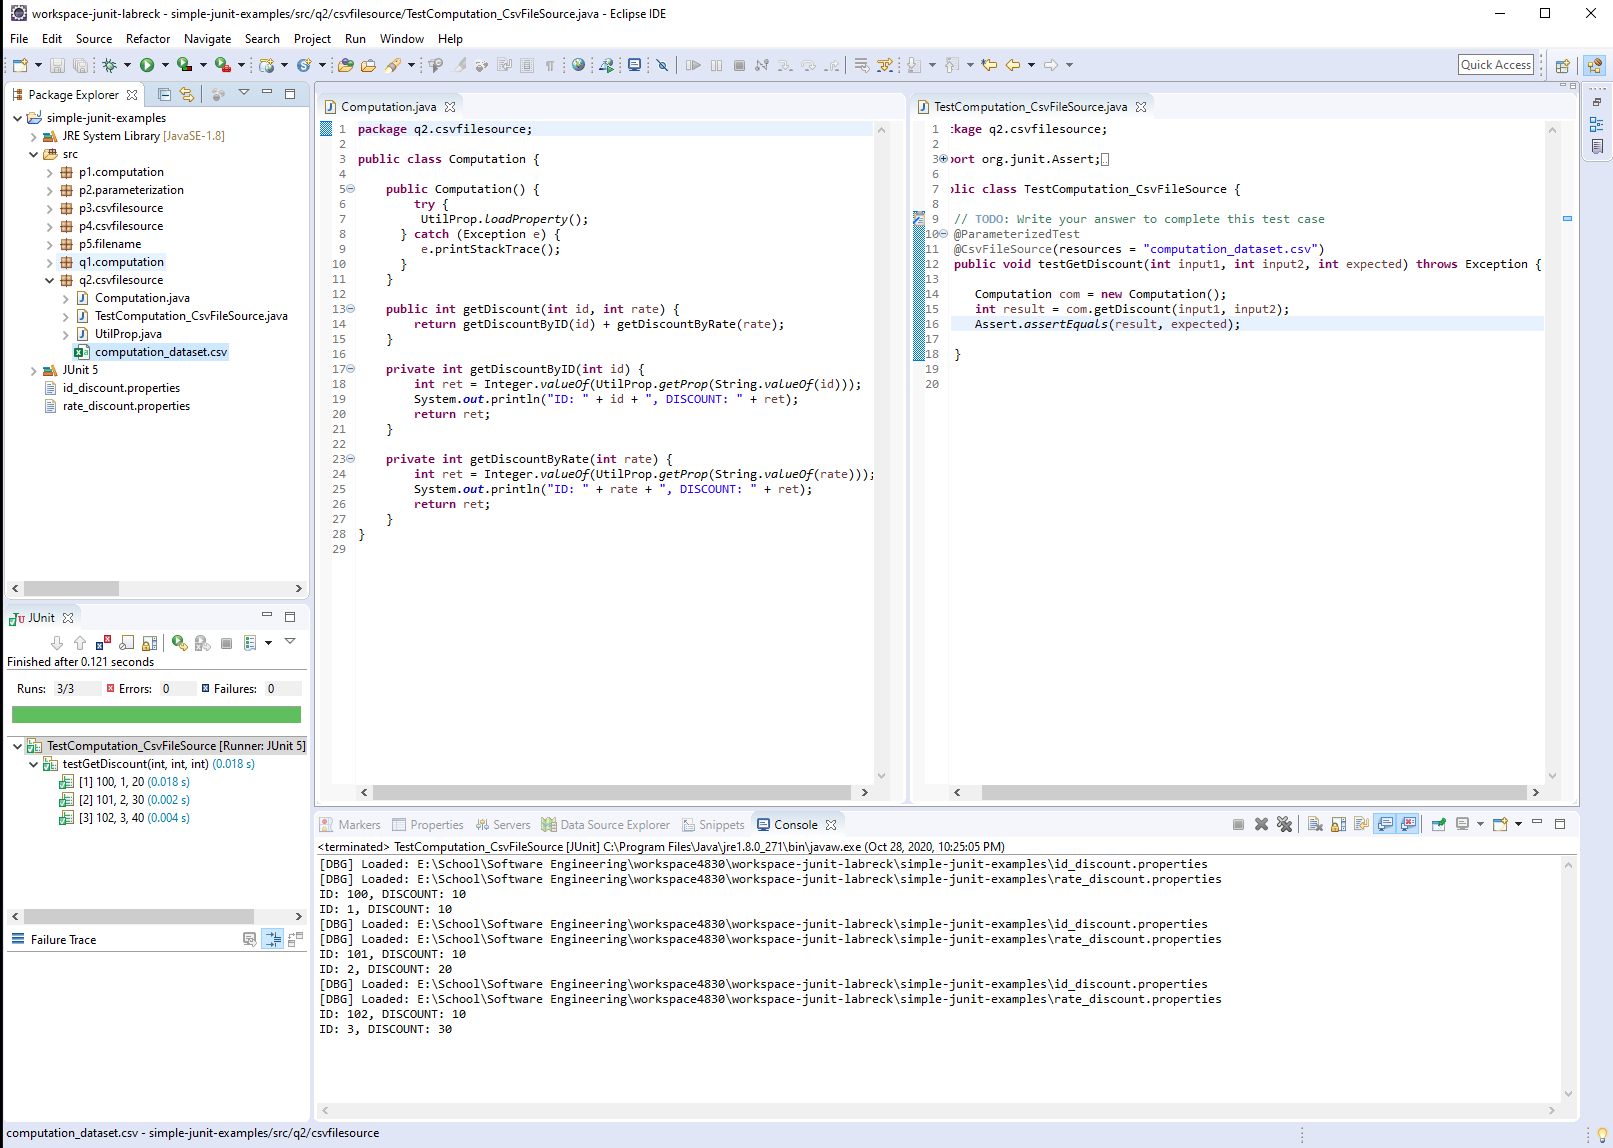 workspace-junit-labreck - simple-junit-examples/src/q2/csvfilesource/TestComputation_CsvFileSource.java - Eclipse IDE
File Edit Source Refactor Navigate Search Project Run Window Help
Quick Access
Package Explorer
simple-junit-examples
JRE System Library [JavaSE-1.8]
src
p1.computation
p2.parameterization
p3.csvfilesource
p4.csvfilesource
p5.filename
q1.computation
q2.csvfilesource
Computation.java
TestComputation_CsvFileSource.java
UtilProp.java
computation_dataset.csv
JUnit 5
id_discount.properties
rate_discount.properties
JUnit
Finished after 0.121 seconds
Runs: 3/3 Errors: 0 Failures: 0
TestComputation_CsvFileSource [Runner: JUnit 5]
testGetDiscount(int, int, int) (0.018 s)
[1] 100, 1, 20 (0.018 s)
[2] 101, 2, 30 (0.002 s)
[3] 102, 3, 40 (0.004 s)
Failure Trace
Computation.java
1 package q2.csvfilesource;
2
3 public class Computation {
4
5 public Computation() {
6 try {
7 UtilProp.loadProperty();
8 } catch (Exception e) {
9 e.printStackTrace();
10 }
11 }
12
13 public int getDiscount(int id, int rate) {
14 return getDiscountByID(id) + getDiscountByRate(rate);
15 }
16
17 private int getDiscountByID(int id) {
18 int ret = Integer.valueOf(UtilProp.getProp(String.valueOf(id)));
19 System.out.println("ID: " + id + ", DISCOUNT: " + ret);
20 return ret;
21 }
22
23 private int getDiscountByRate(int rate) {
24 int ret = Integer.valueOf(UtilProp.getProp(String.valueOf(rate)));
25 System.out.println("ID: " + rate + ", DISCOUNT: " + ret);
26 return ret;
27 }
28 }
29
TestComputation_CsvFileSource.java
1 kage q2.csvfilesource;
2
3 port org.junit.Assert;
6
7 lic class TestComputation_CsvFileSource {
8
9 // TODO: Write your answer to complete this test case
10 @ParameterizedTest
11 @CsvFileSource(resources = "computation_dataset.csv")
12 public void testGetDiscount(int input1, int input2, int expected) throws Exception {
13
14 Computation com = new Computation();
15 int result = com.getDiscount(input1, input2);
16 Assert.assertEquals(result, expected);
17
18 }
19
20
Markers Properties Servers Data Source Explorer Snippets Console
<terminated> TestComputation_CsvFileSource [JUnit] C:\Program Files\Java\jre1.8.0_271\bin\javaw.exe (Oct 28, 2020, 10:25:05 PM)
[DBG] Loaded: E:\School\Software Engineering\workspace4830\workspace-junit-labreck\simple-junit-examples\id_discount.properties
[DBG] Loaded: E:\School\Software Engineering\workspace4830\workspace-junit-labreck\simple-junit-examples\rate_discount.properties
ID: 100, DISCOUNT: 10
ID: 1, DISCOUNT: 10
[DBG] Loaded: E:\School\Software Engineering\workspace4830\workspace-junit-labreck\simple-junit-examples\id_discount.properties
[DBG] Loaded: E:\School\Software Engineering\workspace4830\workspace-junit-labreck\simple-junit-examples\rate_discount.properties
ID: 101, DISCOUNT: 10
ID: 2, DISCOUNT: 20
[DBG] Loaded: E:\School\Software Engineering\workspace4830\workspace-junit-labreck\simple-junit-examples\id_discount.properties
[DBG] Loaded: E:\School\Software Engineering\workspace4830\workspace-junit-labreck\simple-junit-examples\rate_discount.properties
ID: 102, DISCOUNT: 10
ID: 3, DISCOUNT: 30
computation_dataset.csv - simple-junit-examples/src/q2/csvfilesource